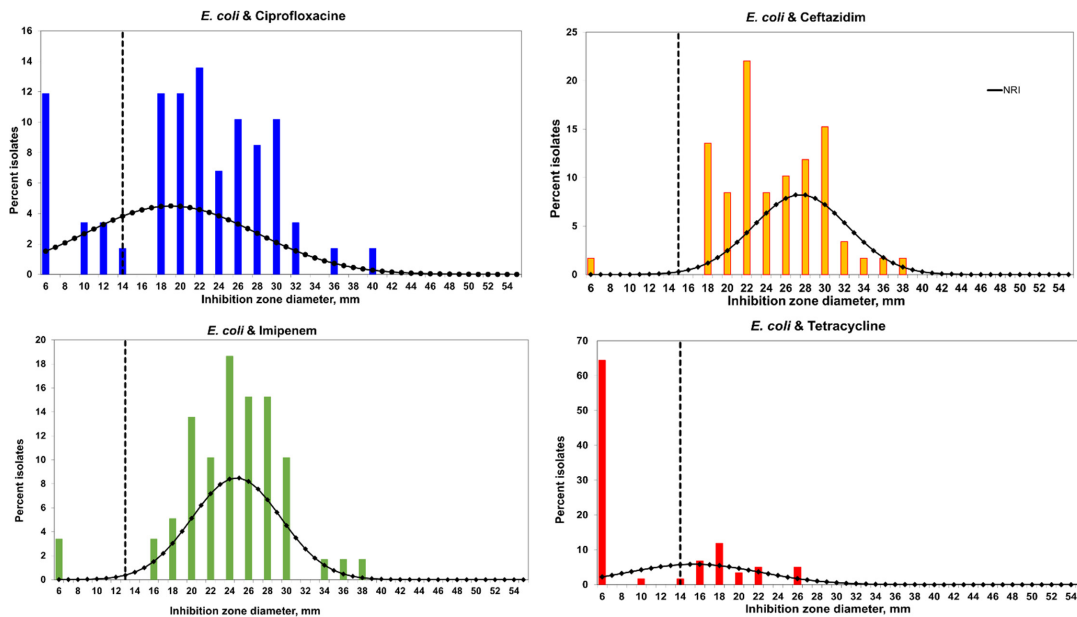 E. coli & Ciprofloxacine
16
14
12
10
8
6
4
2
0
Percent isolates
6 8 10 12 14 16 18 20 22 24 26 28 30 32 34 36 38 40 42 44 46 48 50 52 54
Inhibition zone diameter, mm
E. coli & Ceftazidim
25
20
15
10
5
0
Percent isolates
NRI
6 8 10 12 14 16 18 20 22 24 26 28 30 32 34 36 38 40 42 44 46 48 50 52 54
Inhibition zone diameter, mm
E. coli & Imipenem
20
18
16
14
12
10
8
6
4
2
0
Percent isolates
6 8 10 12 14 16 18 20 22 24 26 28 30 32 34 36 38 40 42 44 46 48 50 52 54
Inhibition zone diameter, mm
E. coli & Tetracycline
70
60
50
40
30
20
10
0
Percent isolates
6 8 10 12 14 16 18 20 22 24 26 28 30 32 34 36 38 40 42 44 46 48 50 52 54
Inhibition zone diameter, mm